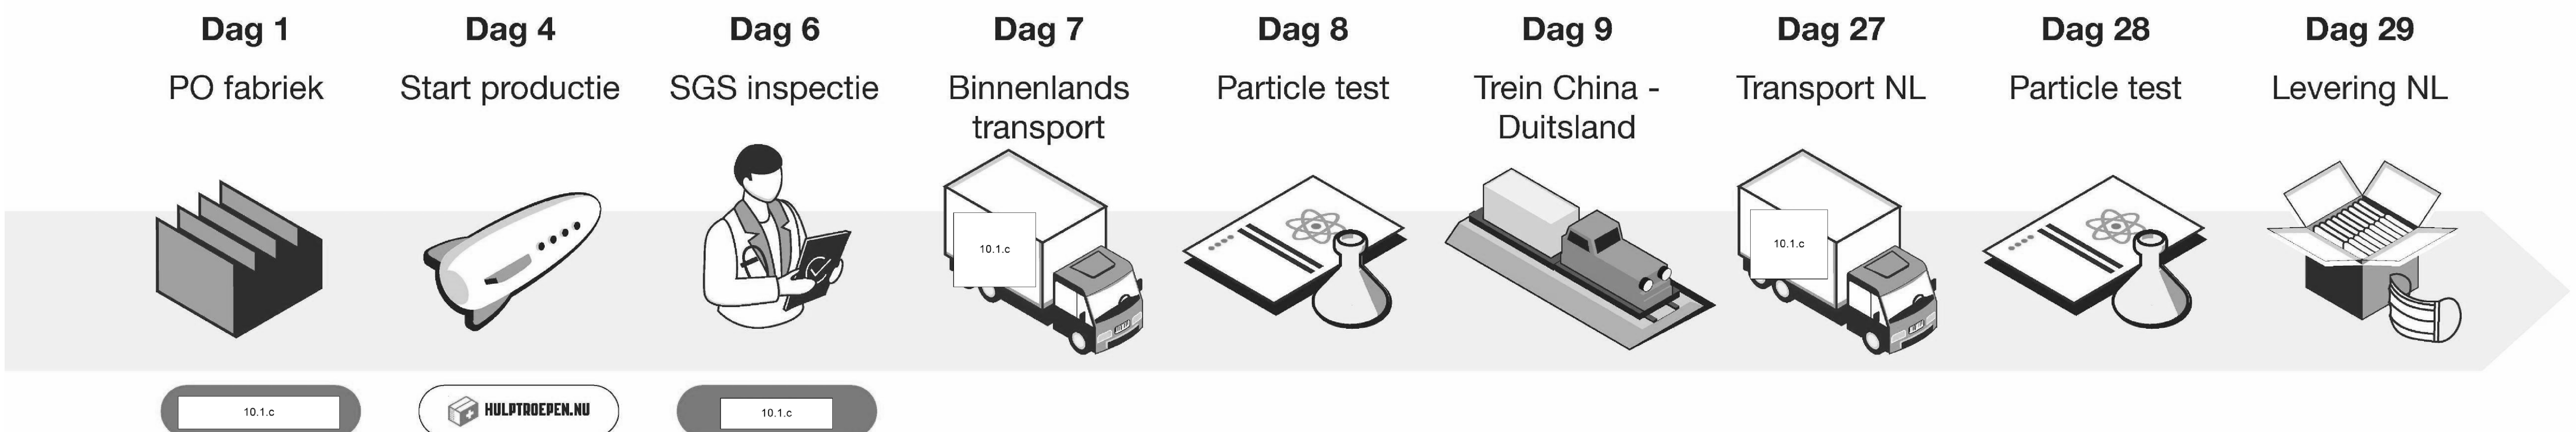 Dag 1
PO fabriek
Dag 4
Start productie
Dag 6
SGS inspectie
Dag 7
Binnenlands
transport
Dag 8
Particle test
Dag 9
Trein China -
Duitsland
Dag 27
Transport NL
Dag 28
Particle test
Dag 29
Levering NL
10.1.c
10.1.c
10.1.c
HULPTROEPEN.NU
10.1.c